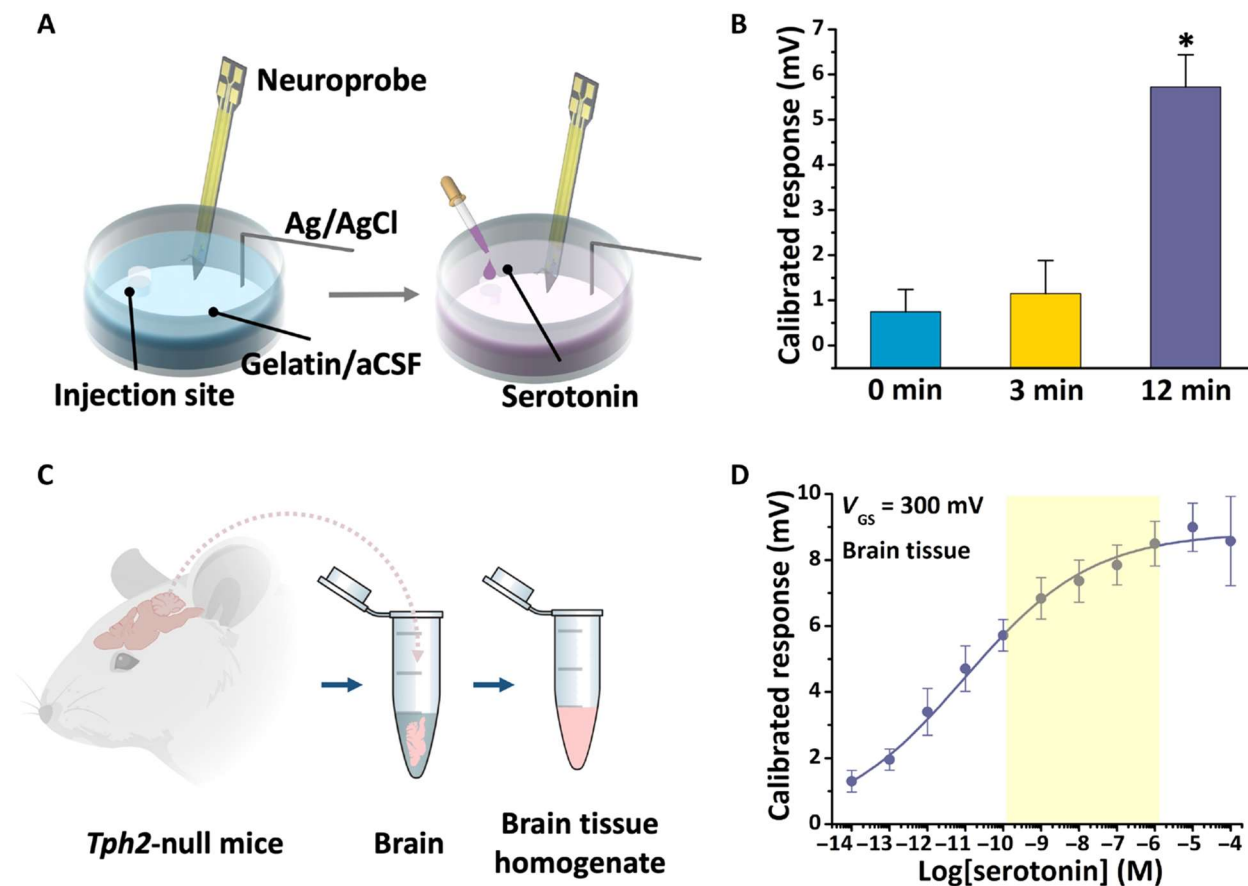 A
Neuroprobe
Ag/AgCl
Gelatin/aCSF
Injection site
Serotonin
B
Calibrated response (mV)
7
6
5
4
3
2
1
0
*
0 min
3 min
12 min
C
Tph2-null mice
Brain
Brain tissue
homogenate
D
Calibrated response (mV)
10
8
6
4
2
0
V_GS = 300 mV
Brain tissue
−14 −13 −12 −11 −10 −9 −8 −7 −6 −5 −4
Log[serotonin] (M)